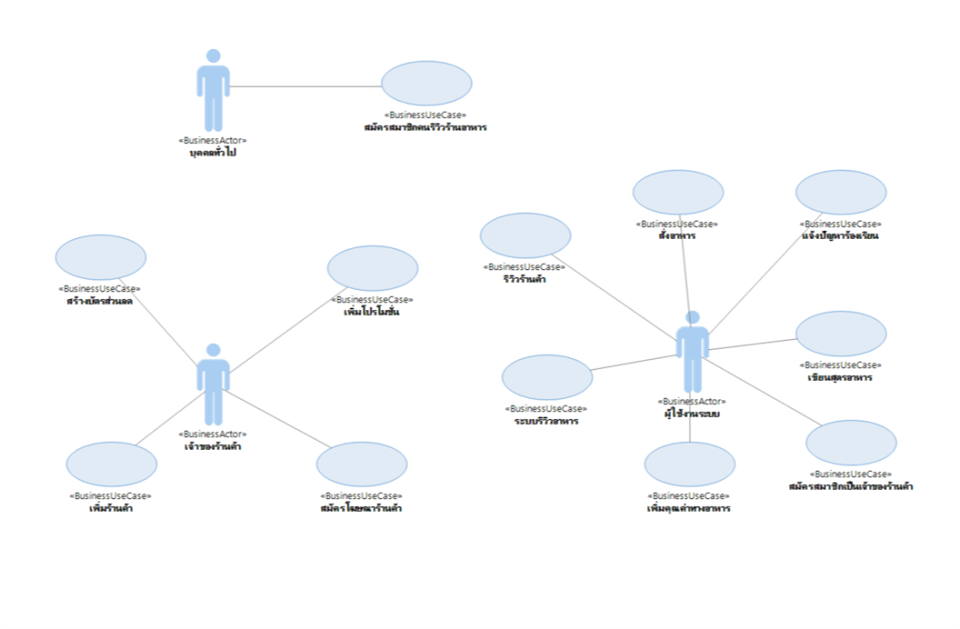 «BusinessActor»
บุคคลทั่วไป
«BusinessUseCase»
สมัครสมาชิกคนรีวิวร้านอาหาร
«BusinessUseCase»
สร้างบัตรส่วนลด
«BusinessUseCase»
เพิ่มโปรโมชั่น
«BusinessActor»
เจ้าของร้านค้า
«BusinessUseCase»
เพิ่มร้านค้า
«BusinessUseCase»
สมัครโฆษณาร้านค้า
«BusinessUseCase»
สั่งอาหาร
«BusinessUseCase»
แจ้งปัญหาร้องเรียน
«BusinessUseCase»
รีวิวร้านค้า
«BusinessUseCase»
เขียนสูตรอาหาร
«BusinessUseCase»
ระบบรีวิวอาหาร
«BusinessActor»
ผู้ใช้งานระบบ
«BusinessUseCase»
สมัครสมาชิกเป็นเจ้าของร้านค้า
«BusinessUseCase»
เพิ่มคุณค่าทางอาหาร